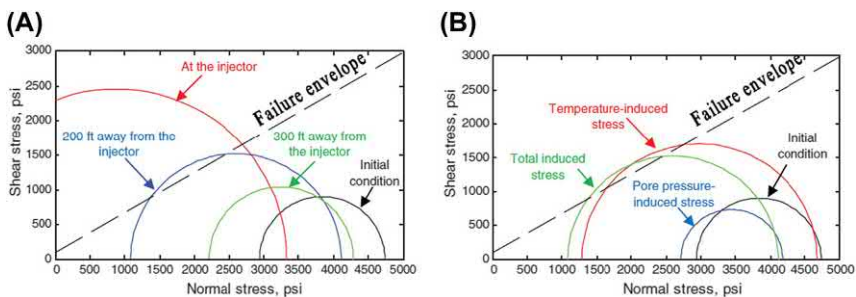 (A)
3000
2500
2000
1500
1000
500
0
Shear stress, psi
At the injector
Failure envelope
200 ft away from the
injector
300 ft away from
the injector
Initial
condition
0 500 1000 1500 2000 2500 3000 3500 4000 4500 5000
Normal stress, psi
(B)
3000
2500
2000
1500
1000
500
0
Shear stress, psi
Failure envelope
Temperature-induced
stress
Total induced
stress
Pore pressure-
induced stress
Initial
condition
0 500 1000 1500 2000 2500 3000 3500 4000 4500 5000
Normal stress, psi